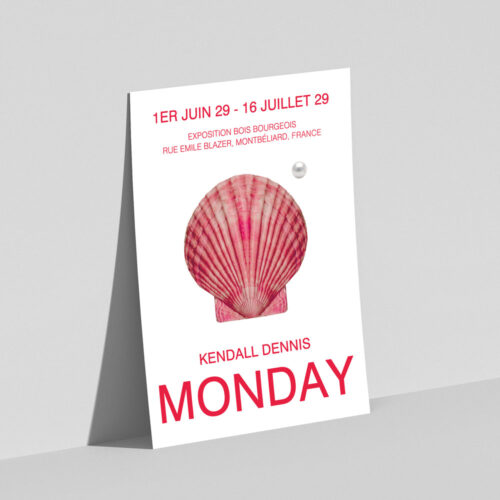 1ER JUIN 29 - 16 JUILLET 29
EXPOSITION BOIS BOURGEOIS
RUE EMILE BLAZER, MONTBÉLIARD, FRANCE
KENDALL DENNIS
MONDAY